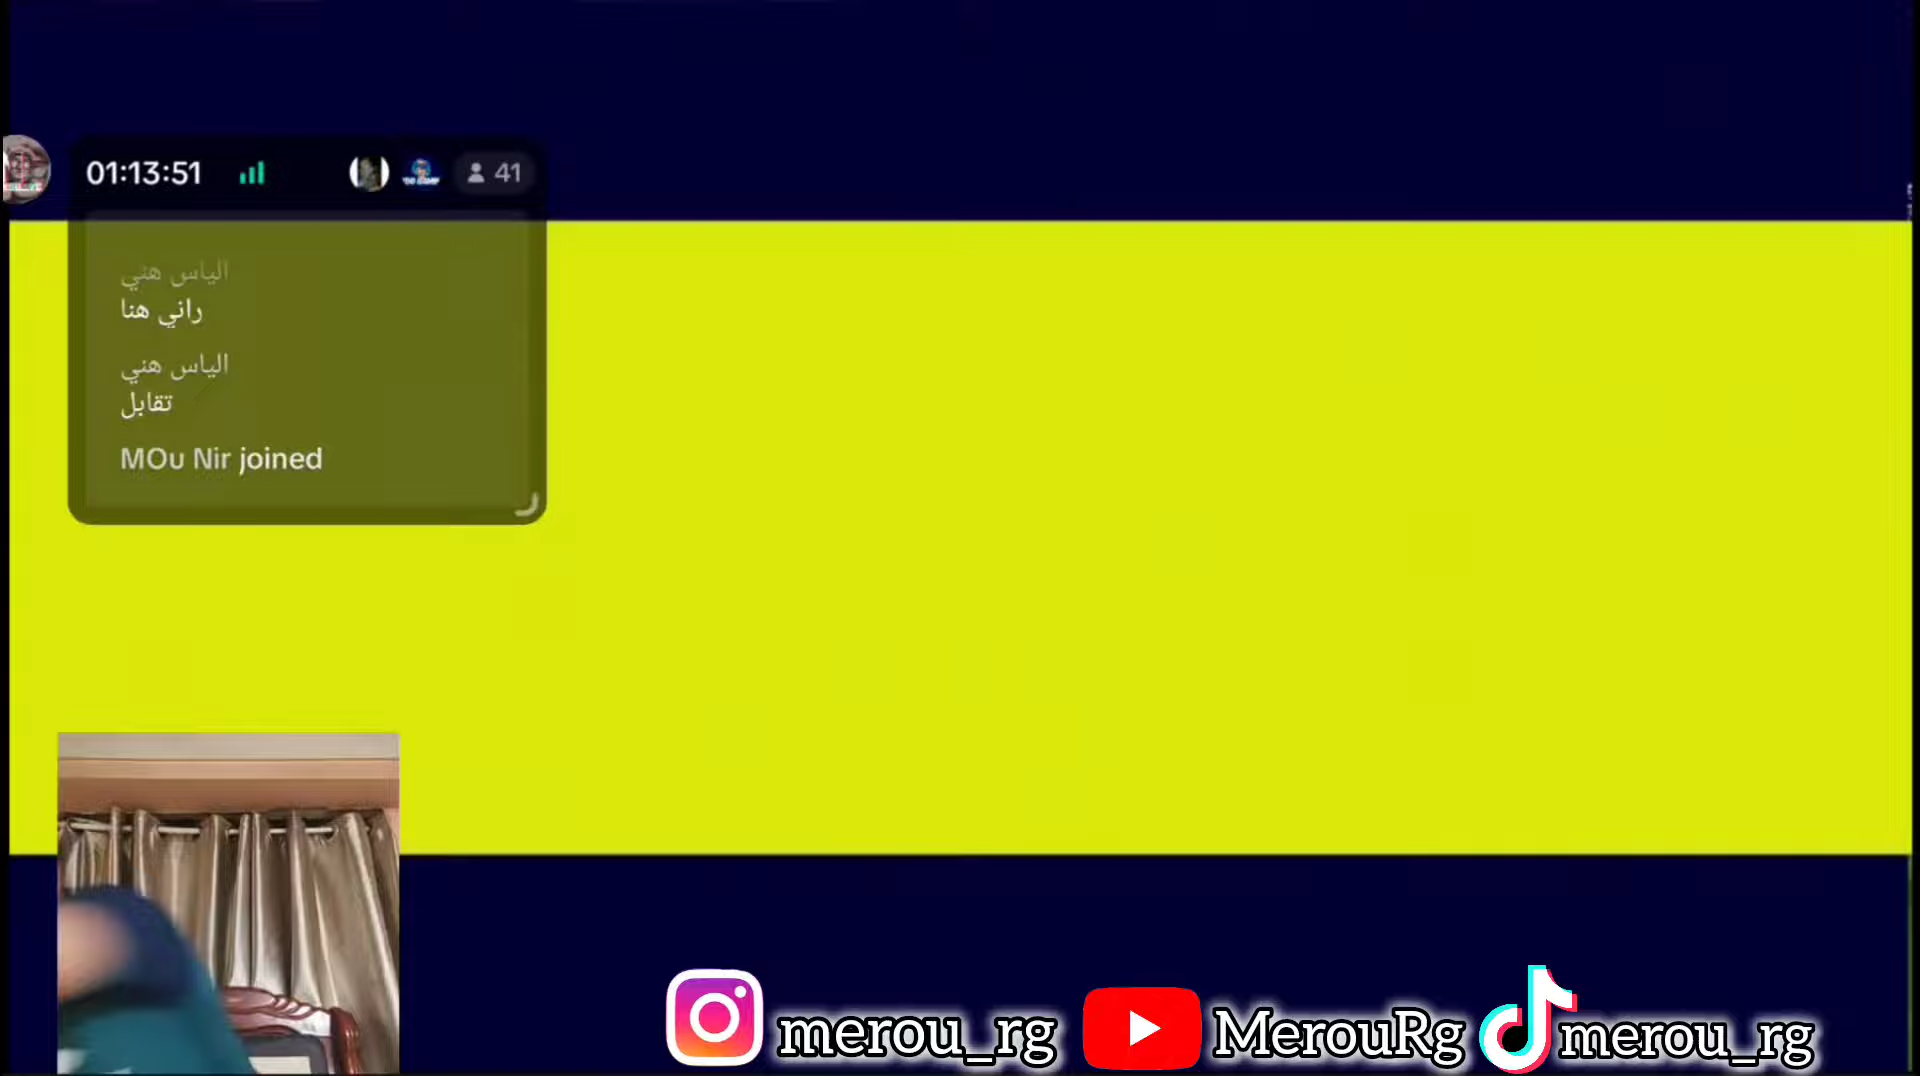 01:13:51
41
الياس هني
راني هنا
الياس هني
تقابل
MOu Nir joined
merou_rg
MerouRg
merou_rg